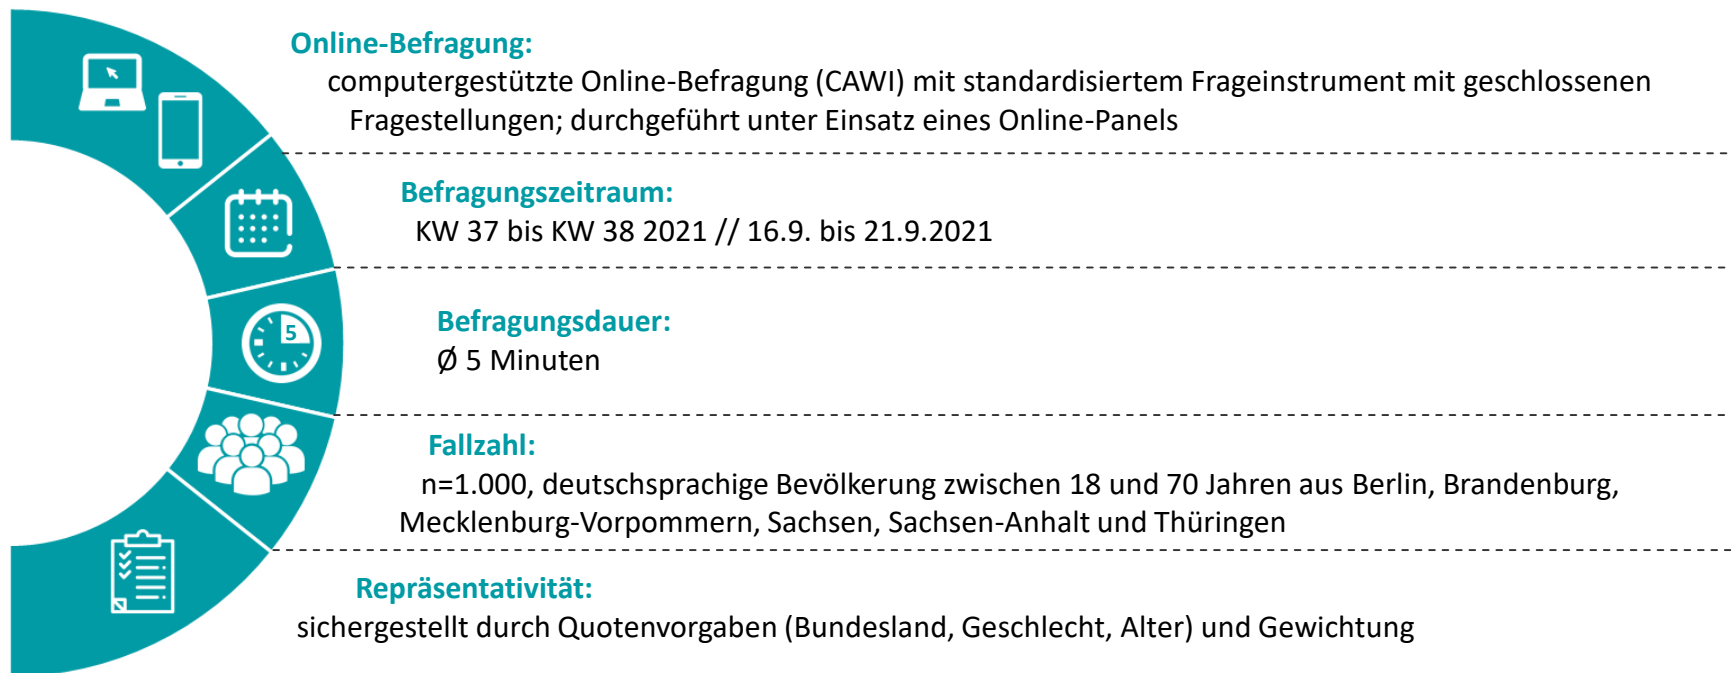 Online-Befragung:
computergestützte Online-Befragung (CAWI) mit standardisiertem Frageinstrument mit geschlossenen
Fragestellungen; durchgeführt unter Einsatz eines Online-Panels
Befragungszeitraum:
KW 37 bis KW 38 2021 // 16.9. bis 21.9.2021
5
Befragungsdauer:
Ø 5 Minuten
Fallzahl:
n=1.000, deutschsprachige Bevölkerung zwischen 18 und 70 Jahren aus Berlin, Brandenburg,
Mecklenburg-Vorpommern, Sachsen, Sachsen-Anhalt und Thüringen
Repräsentativität:
sichergestellt durch Quotenvorgaben (Bundesland, Geschlecht, Alter) und Gewichtung